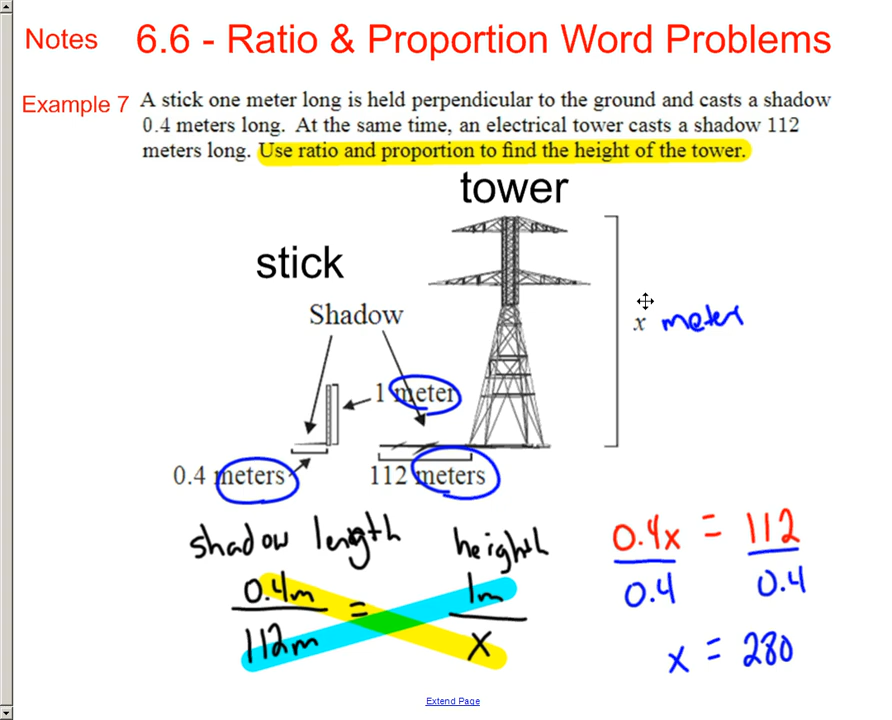 Notes 6.6 - Ratio & Proportion Word Problems
Example 7 A stick one meter long is held perpendicular to the ground and casts a shadow
0.4 meters long. At the same time, an electrical tower casts a shadow 112
meters long. Use ratio and proportion to find the height of the tower.
tower
stick
Shadow
x meter
1 meter
0.4 meters
112 meters
shadow length height
0.4m = 1m
112m x
0.4x = 112
0.4 0.4
x = 280
Extend Page